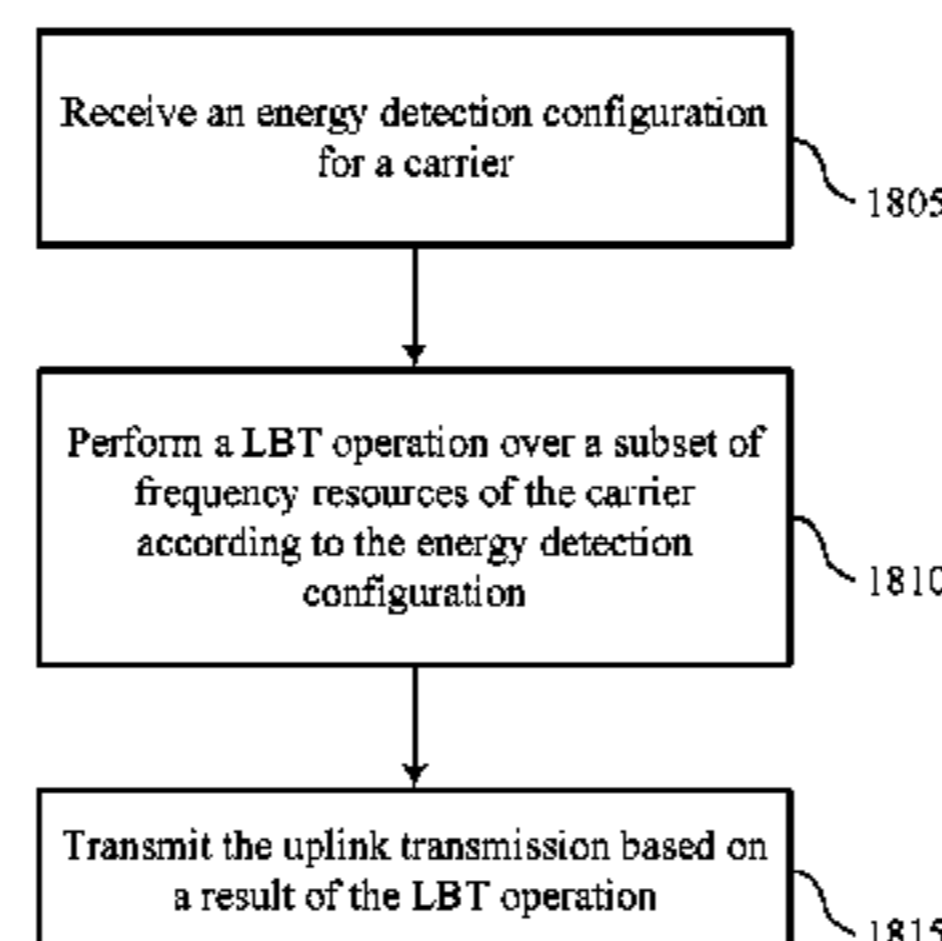 Receive an energy detection configuration
for a carrier
1805
Perform a LBT operation over a subset of
frequency resources of the carrier
according to the energy detection
configuration
1810
Transmit the uplink transmission based on
a result of the LBT operation
1815